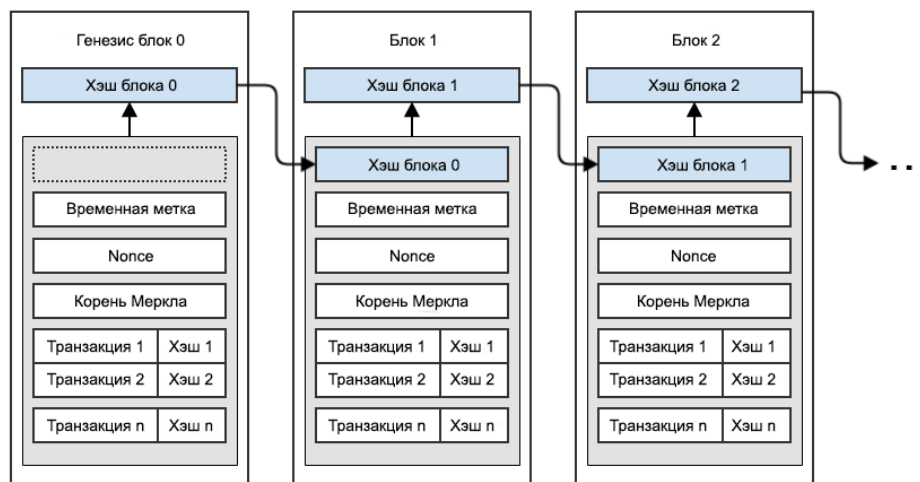 Генезис блок 0
Хэш блока 0
Временная метка
Nonce
Корень Меркла
Транзакция 1 Хэш 1
Транзакция 2 Хэш 2
Транзакция n Хэш n
Блок 1
Хэш блока 1
Хэш блока 0
Временная метка
Nonce
Корень Меркла
Транзакция 1 Хэш 1
Транзакция 2 Хэш 2
Транзакция n Хэш n
Блок 2
Хэш блока 2
Хэш блока 1
Временная метка
Nonce
Корень Меркла
Транзакция 1 Хэш 1
Транзакция 2 Хэш 2
Транзакция n Хэш n
. .